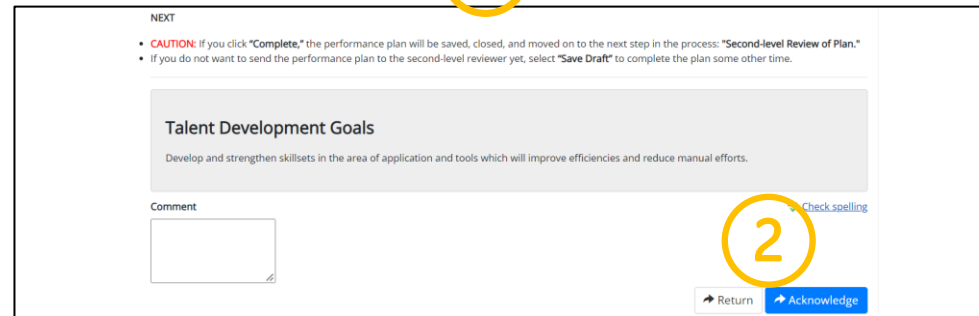 NEXT
• CAUTION: If you click "Complete," the performance plan will be saved, closed, and moved on to the next step in the process: "Second-level Review of Plan."
• If you do not want to send the performance plan to the second-level reviewer yet, select "Save Draft" to complete the plan some other time.
Talent Development Goals
Develop and strengthen skillsets in the area of application and tools which will improve efficiencies and reduce manual efforts.
Comment
Check spelling
2
Return
Acknowledge